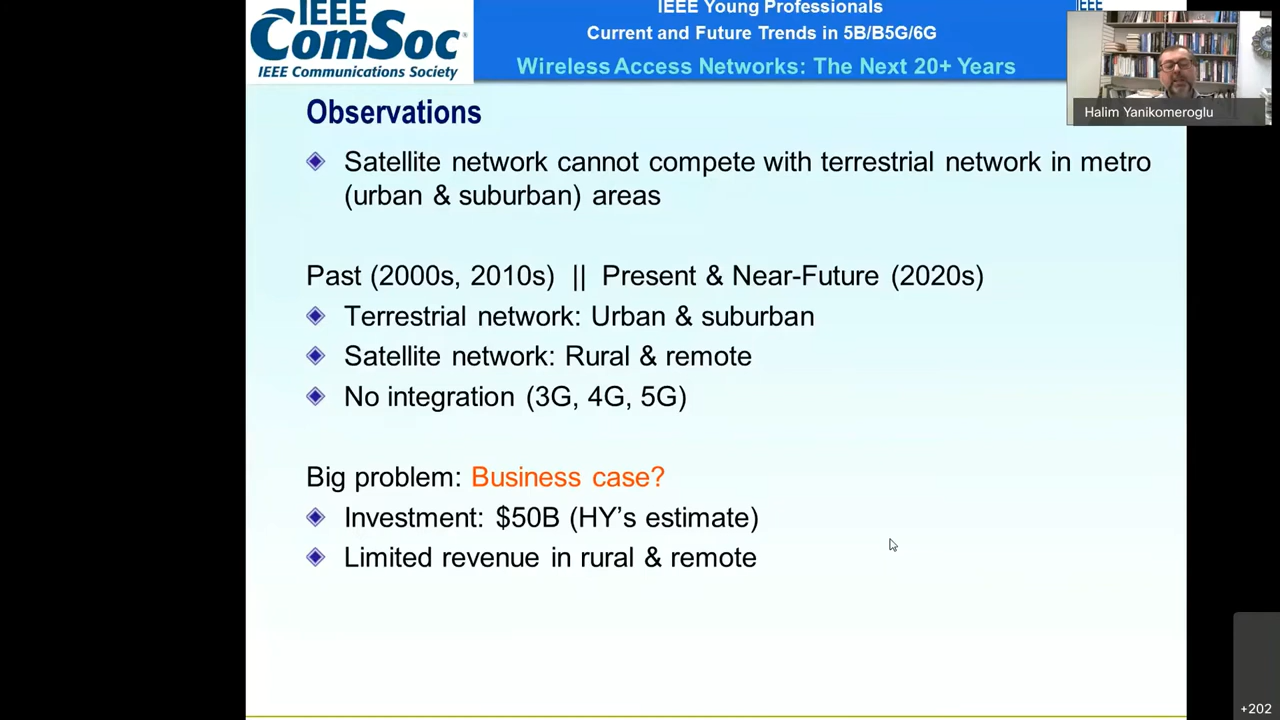 IEEE
ComSoc®
IEEE Communications Society
IEEE Young Professionals
Current and Future Trends in 5B/B5G/6G
Wireless Access Networks: The Next 20+ Years
IEEE
Halim Yanikomeroglu
Observations
Satellite network cannot compete with terrestrial network in metro
(urban & suburban) areas
Past (2000s, 2010s) || Present & Near-Future (2020s)
Terrestrial network: Urban & suburban
Satellite network: Rural & remote
No integration (3G, 4G, 5G)
Big problem: Business case?
Investment: $50B (HY’s estimate)
Limited revenue in rural & remote
+202